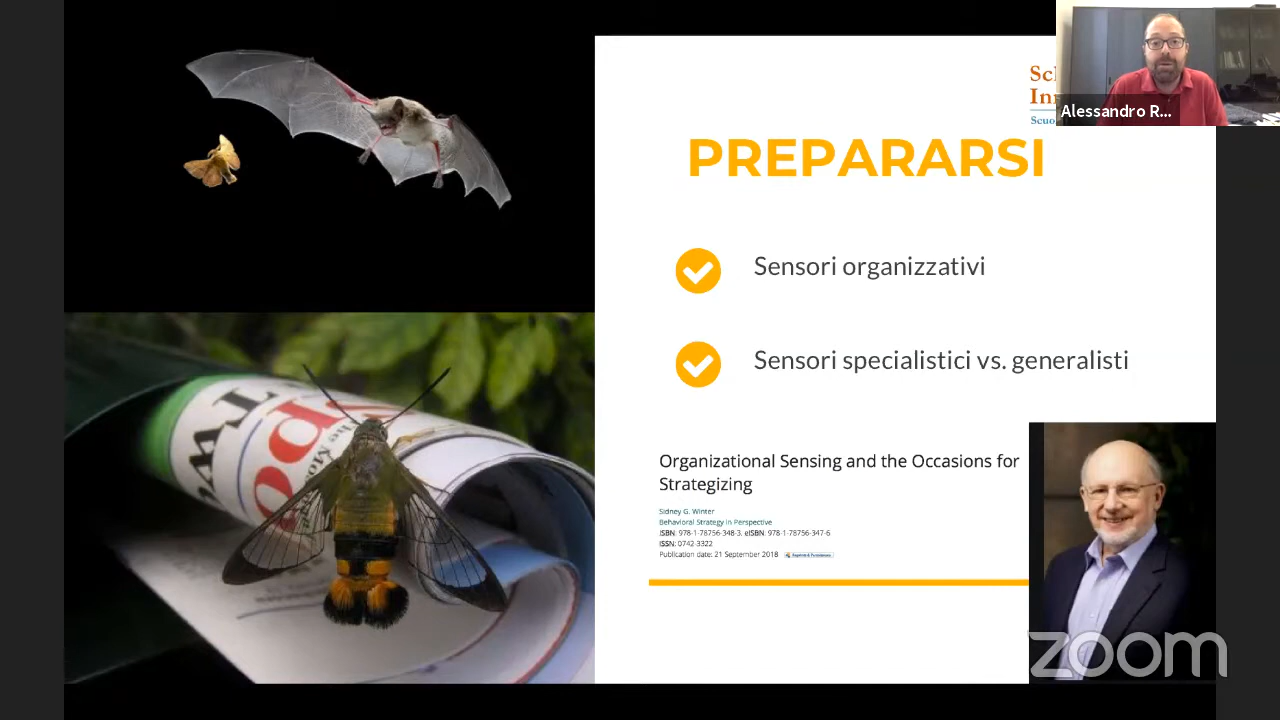 Alessandro R...
PREPARARSI
Sensori organizzativi
Sensori specialistici vs. generalisti
Organizational Sensing and the Occasions for
Strategizing
Sidney G. Winter
Behavioral Strategy in Perspective
ISBN: 978-1-78756-348-3, eISBN: 978-1-78756-347-6
ISSN: 0742-3322
Publication date: 21 September 2018
zoom